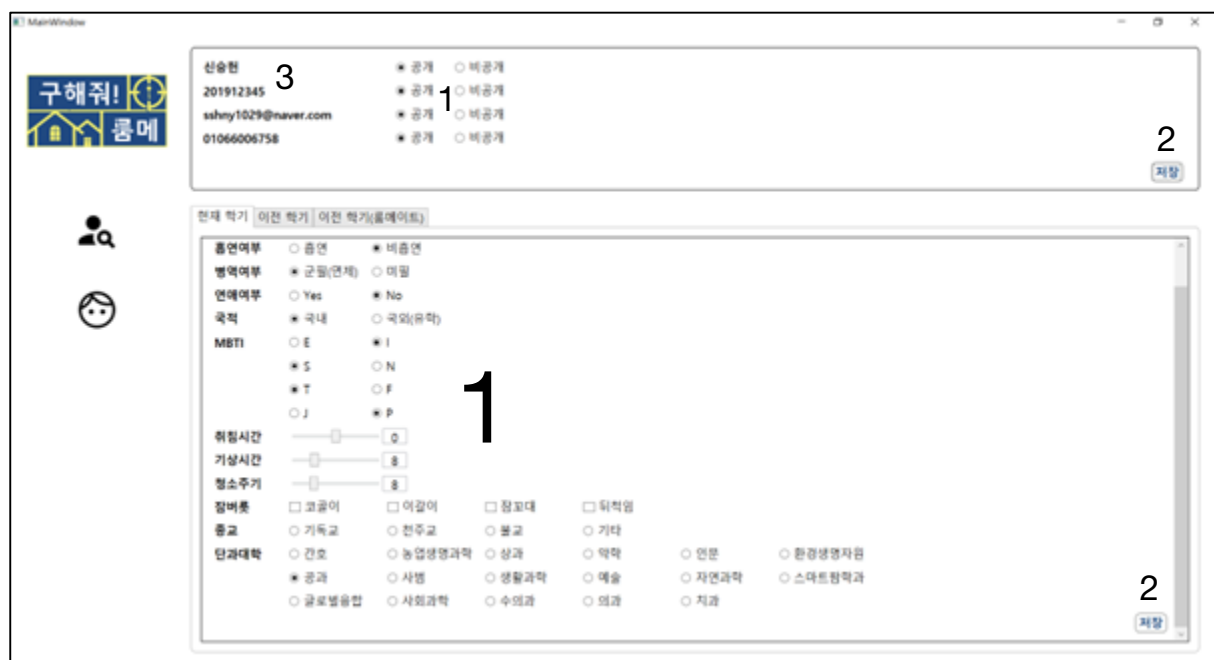 MainWindow
구해줘!
룸메
신승헌 3 공개 비공개
201912345 공개 1 비공개
sshny1029@naver.com 공개 비공개
01066006758 공개 비공개
2
저장
현재 학기 이전 학기 이전 학기(룸메이트)
흡연여부 흡연 비흡연
병역여부 군필(면제) 미필
연애여부 Yes No
국적 국내 국외(유학)
MBTI E I
S N
T F
1
J P
취침시간 0
기상시간 8
청소주기 8
잠버릇 코골이 이갈이 잠꼬대 뒤척임
종교 기독교 천주교 불교 기타
단과대학 간호 농업생명과학 상과 약학 인문 환경생명자원
공과 사범 생활과학 예술 자연과학 스마트팜학과
글로벌융합 사회과학 수의과 의과 치과
2
저장